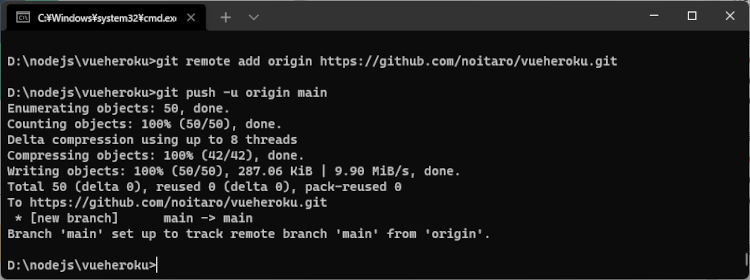 C:¥Windows¥system32¥cmd.exe
D:\nodejs\vueheroku>git remote add origin https://github.com/noitaro/vueheroku.git
D:\nodejs\vueheroku>git push -u origin main
Enumerating objects: 50, done.
Counting objects: 100% (50/50), done.
Delta compression using up to 8 threads
Compressing objects: 100% (42/42), done.
Writing objects: 100% (50/50), 287.06 KiB | 9.90 MiB/s, done.
Total 50 (delta 0), reused 0 (delta 0), pack-reused 0
To https://github.com/noitaro/vueheroku.git
 * [new branch]      main -> main
Branch 'main' set up to track remote branch 'main' from 'origin'.
D:\nodejs\vueheroku>